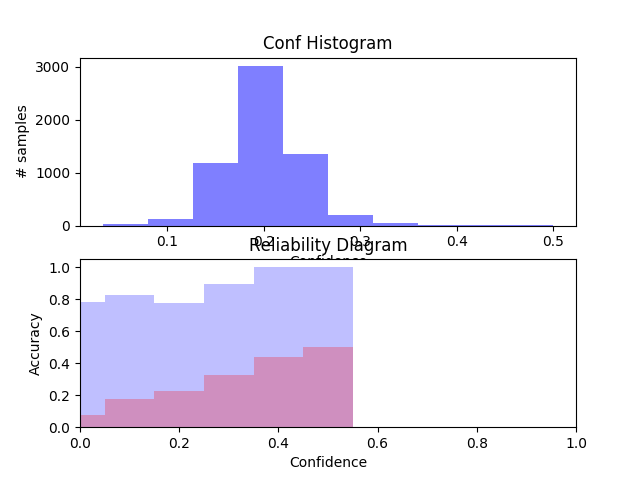 Conf Histogram
3000
2000
1000
0
# samples
0.1 0.2 0.3 0.4 0.5
Confidence
Reliability Diagram
1.0
0.8
0.6
0.4
0.2
0.0
Accuracy
0.0 0.2 0.4 0.6 0.8 1.0
Confidence